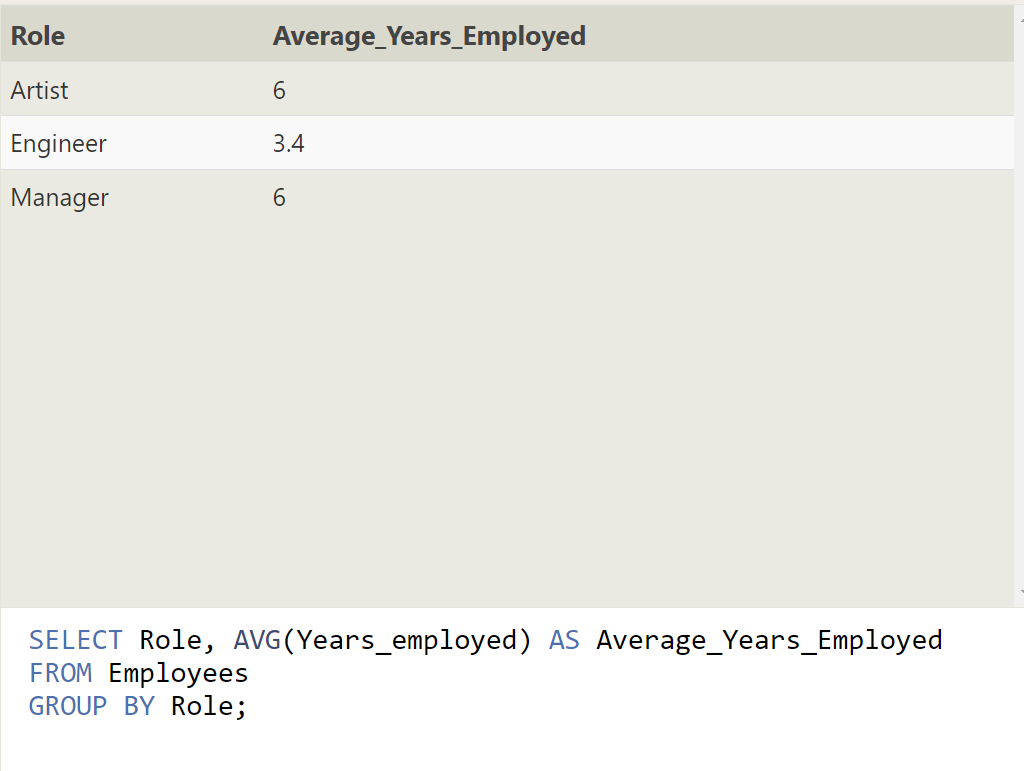 Role Average_Years_Employed
Artist 6
Engineer 3.4
Manager 6
SELECT Role, AVG(Years_employed) AS Average_Years_Employed
FROM Employees
GROUP BY Role;